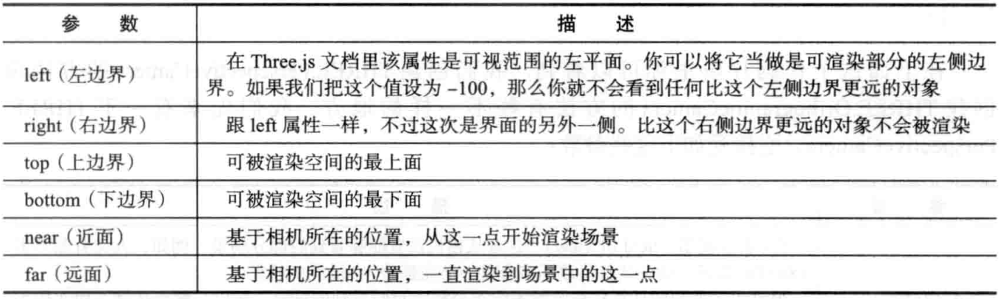 参 数 描 述
left（左边界） 在 Three.js 文档里该属性是可视范围的左平面。你可以将它当做是可渲染部分的左侧边
界。如果我们把这个值设为 –100，那么你就不会看到任何比这个左侧边界更远的对象
right（右边界） 跟 left 属性一样，不过这次是界面的另外一侧。比这个右侧边界更远的对象不会被渲染
top（上边界） 可被渲染空间的最上面
bottom（下边界） 可被渲染空间的最下面
near（近面） 基于相机所在的位置，从这一点开始渲染场景
far（远面） 基于相机所在的位置，一直渲染到场景中的这一点